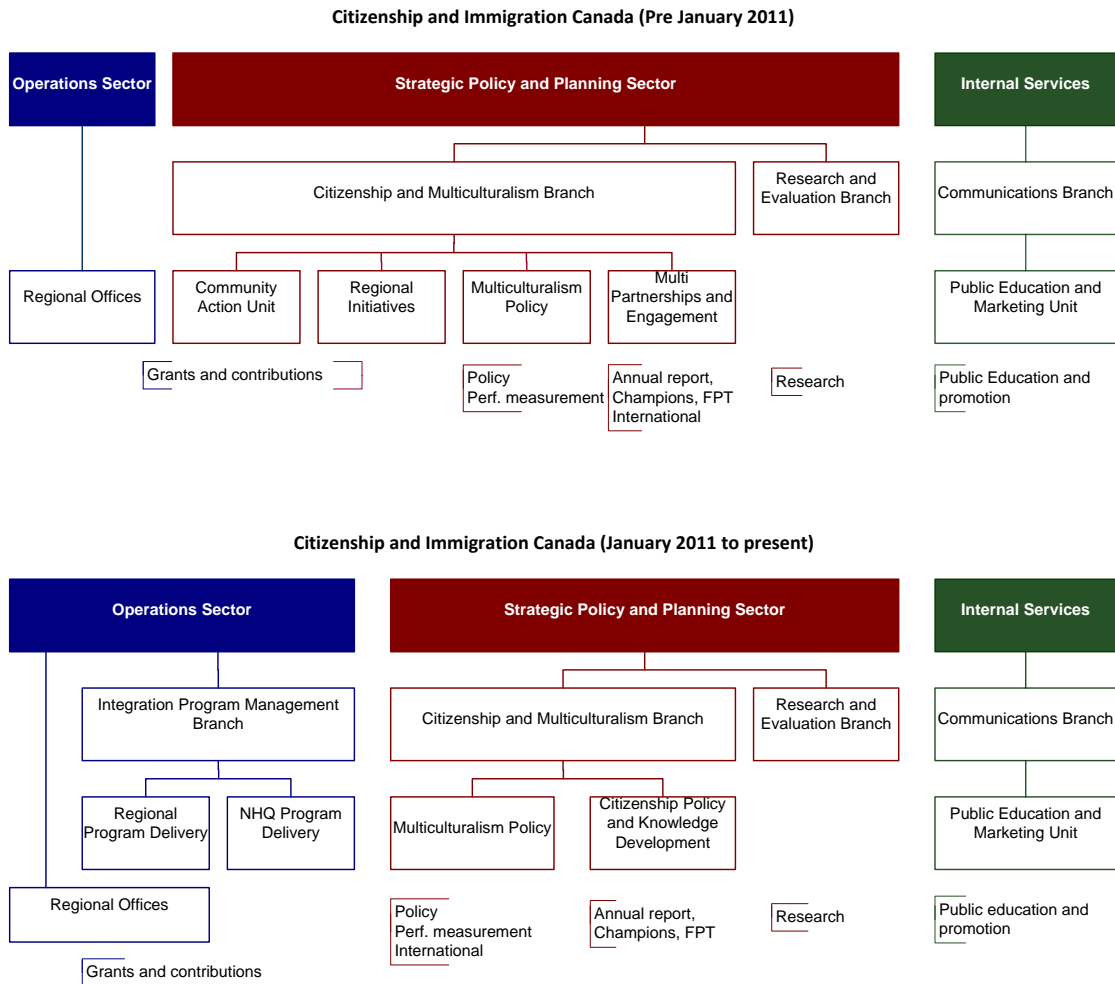 Citizenship and Immigration Canada (Pre January 2011)
Operations Sector
Strategic Policy and Planning Sector
Internal Services
Citizenship and Multiculturalism Branch
Research and
Evaluation Branch
Communications Branch
Regional Offices
Community
Action Unit
Regional
Initiatives
Multiculturalism
Policy
Multi
Partnerships and
Engagement
Public Education and
Marketing Unit
Grants and contributions
Policy
Perf. measurement
Annual report,
Champions, FPT
International
Research
Public Education and
promotion
Citizenship and Immigration Canada (January 2011 to present)
Operations Sector
Strategic Policy and Planning Sector
Internal Services
Integration Program Management
Branch
Citizenship and Multiculturalism Branch
Research and
Evaluation Branch
Communications Branch
Regional
Program Delivery
NHQ Program
Delivery
Multiculturalism Policy
Citizenship Policy
and Knowledge
Development
Public Education and
Marketing Unit
Regional Offices
Policy
Perf. measurement
International
Annual report,
Champions, FPT
Research
Public education and
promotion
Grants and contributions